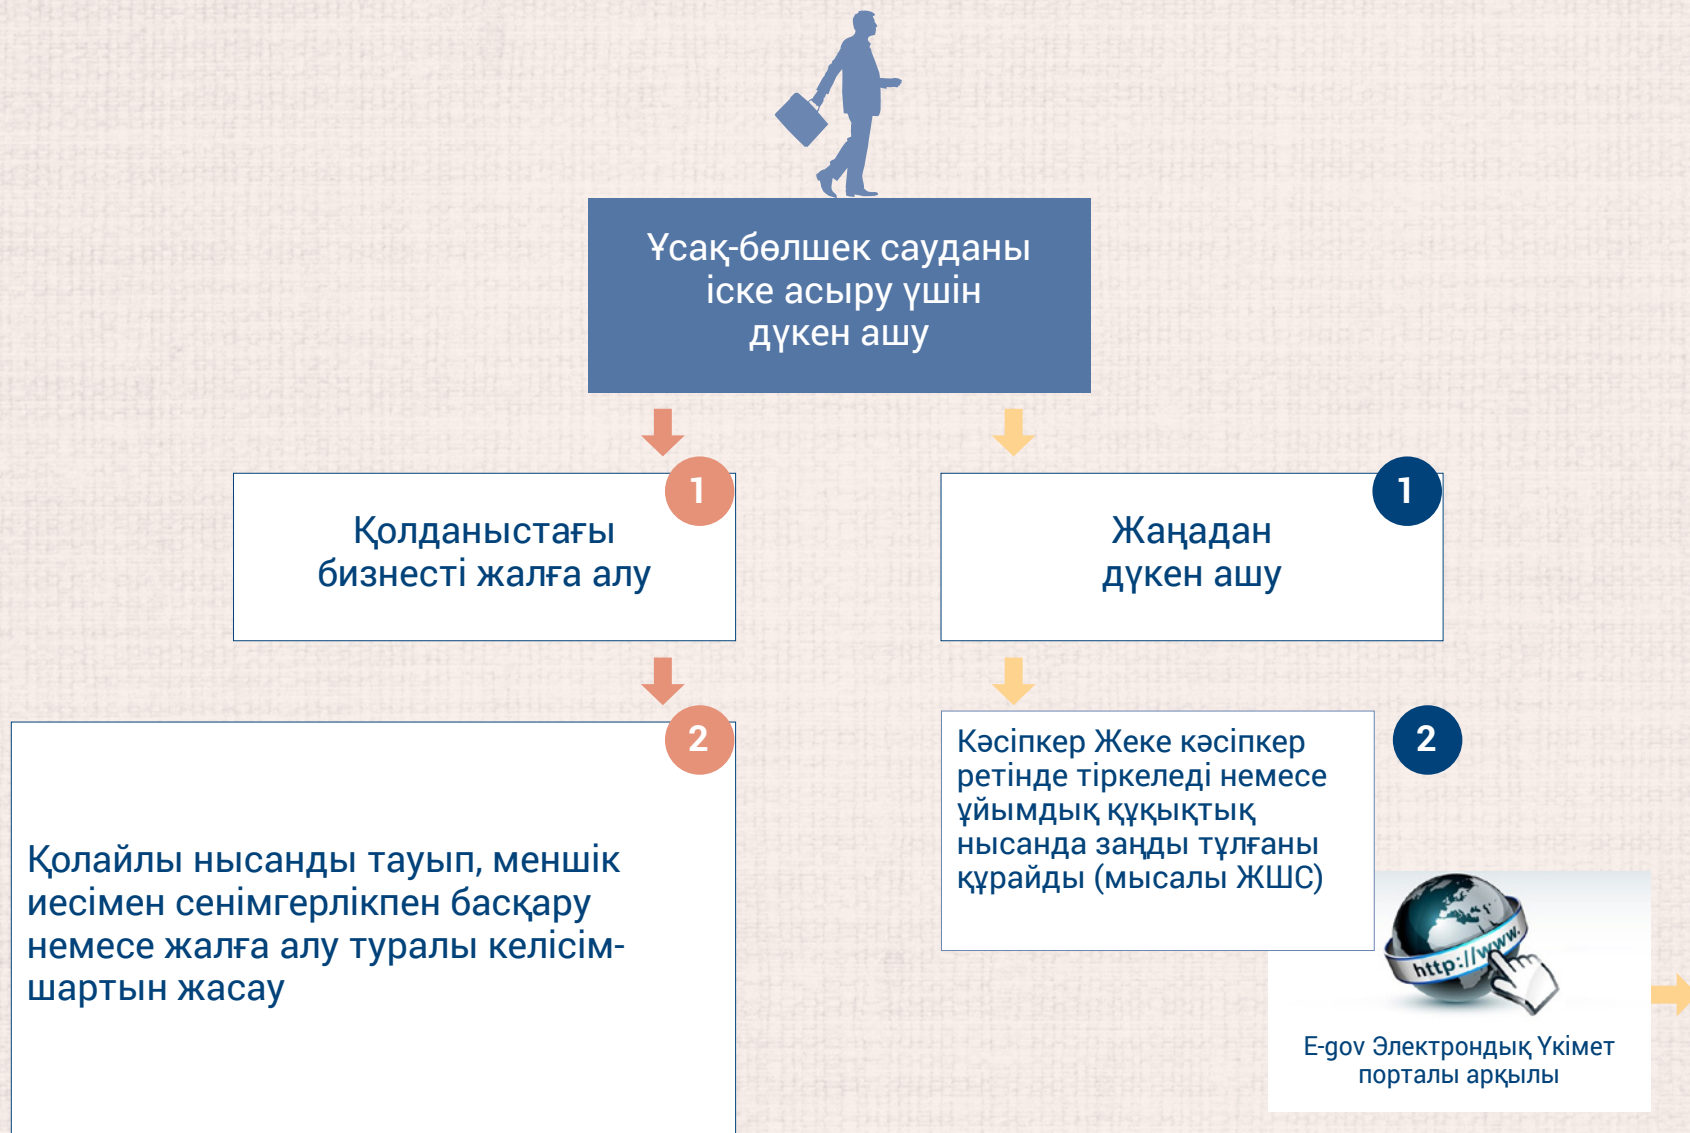 Ұсақ-бөлшек сауданы
іске асыру үшін
дүкен ашу
1
Қолданыстағы
бизнесті жалға алу
1
Жаңадан
дүкен ашу
2
Қолайлы нысанды тауып, меншік
иесімен сенімгерлікпен басқару
немесе жалға алу туралы келісім-
шартын жасау
2
Кәсіпкер Жеке кәсіпкер
ретінде тіркеледі немесе
ұйымдық құқықтық
нысанда заңды тұлғаны
құрайды (мысалы ЖШС)
http://www.
E-gov Электрондық Үкімет
порталы арқылы